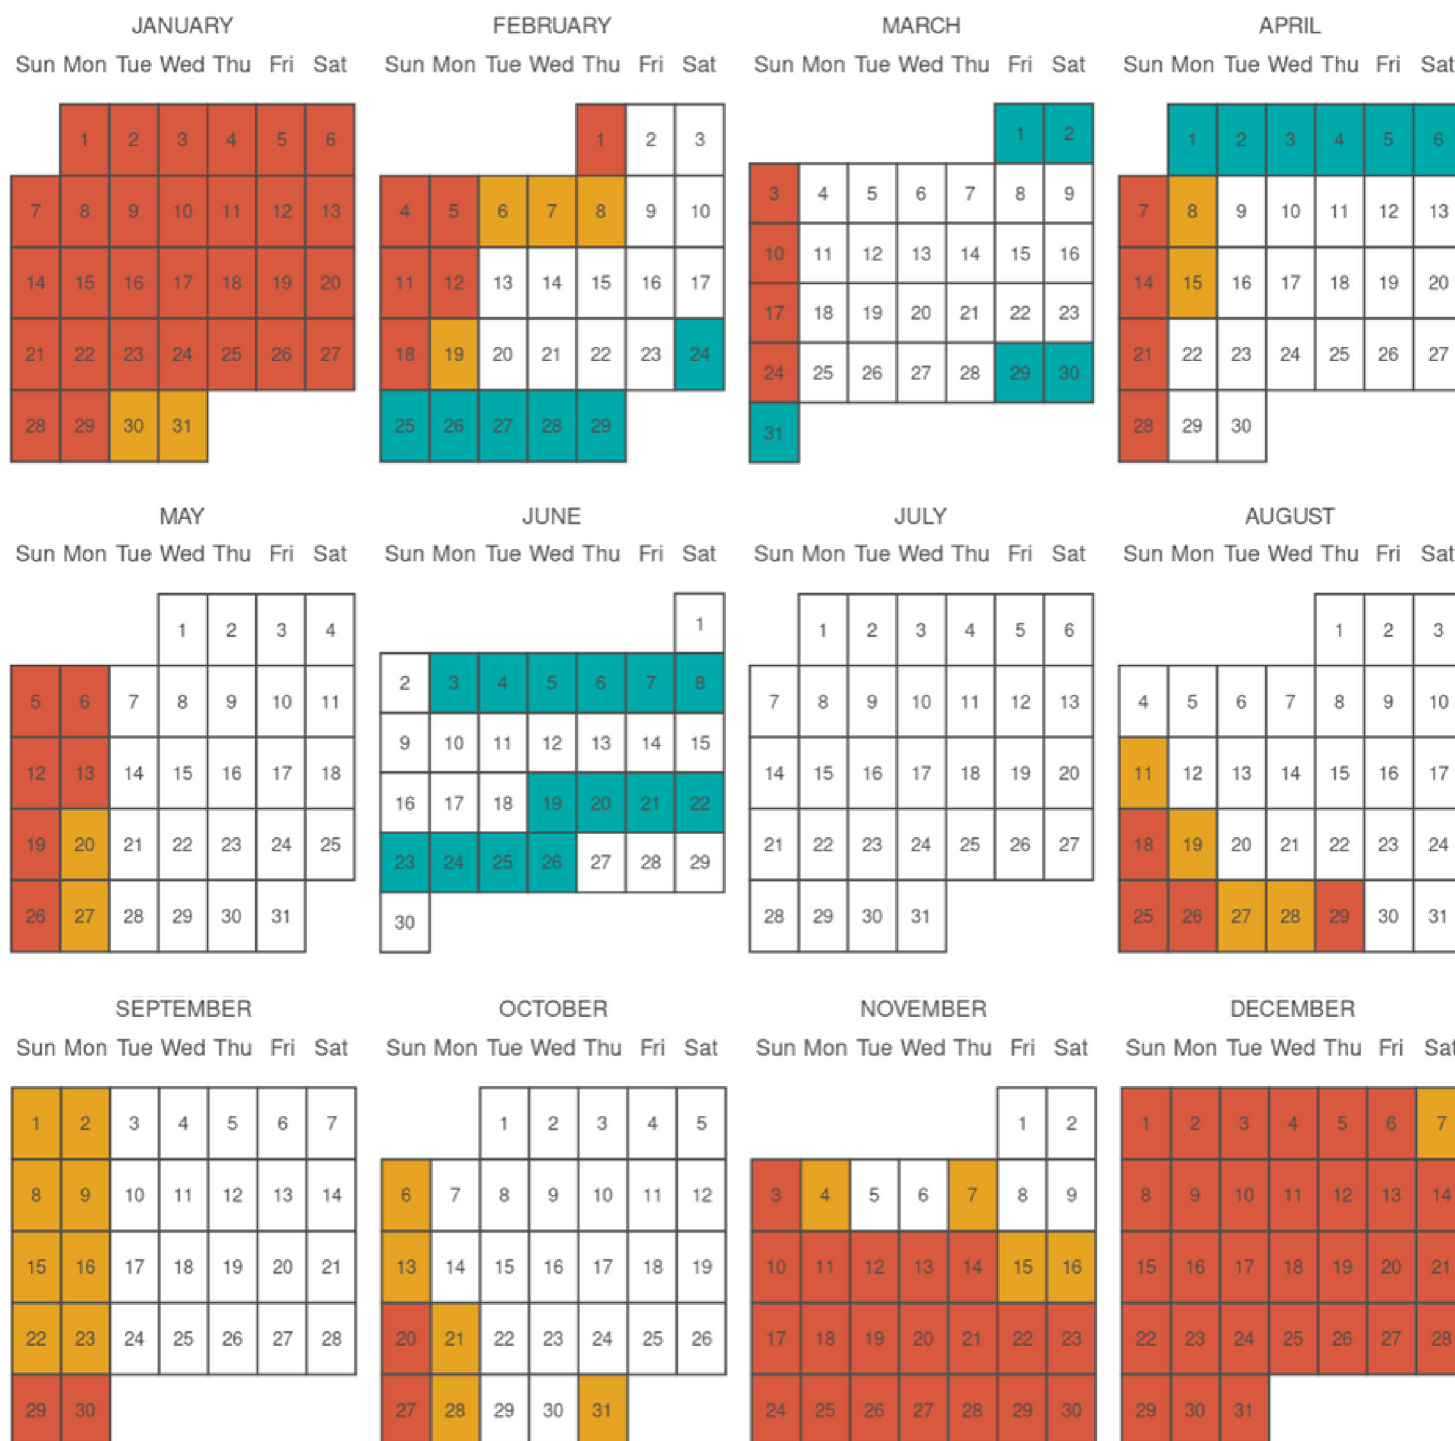 JANUARY FEBRUARY MARCH APRIL
Sun Mon Tue Wed Thu Fri Sat Sun Mon Tue Wed Thu Fri Sat Sun Mon Tue Wed Thu Fri Sat Sun Mon Tue Wed Thu Fri Sat
1 2 3 4 5 6 1 2 3 1 2 1 2 3 4 5 6
7 8 9 10 11 12 13 4 5 6 7 8 9 10 3 4 5 6 7 8 9 7 8 9 10 11 12 13
14 15 16 17 18 19 20 11 12 13 14 15 16 17 10 11 12 13 14 15 16 14 15 16 17 18 19 20
21 22 23 24 25 26 27 18 19 20 21 22 23 24 17 18 19 20 21 22 23 21 22 23 24 25 26 27
28 29 30 31 25 26 27 28 29 24 25 26 27 28 29 30 28 29 30
31
MAY JUNE JULY AUGUST
Sun Mon Tue Wed Thu Fri Sat Sun Mon Tue Wed Thu Fri Sat Sun Mon Tue Wed Thu Fri Sat Sun Mon Tue Wed Thu Fri Sat
1 2 3 4 1 1 2 3 4 5 6 1 2 3
5 6 7 8 9 10 11 2 3 4 5 6 7 8 7 8 9 10 11 12 13 4 5 6 7 8 9 10
12 13 14 15 16 17 18 9 10 11 12 13 14 15 14 15 16 17 18 19 20 11 12 13 14 15 16 17
19 20 21 22 23 24 25 16 17 18 19 20 21 22 21 22 23 24 25 26 27 18 19 20 21 22 23 24
26 27 28 29 30 31 23 24 25 26 27 28 29 28 29 30 31 25 26 27 28 29 30 31
30
SEPTEMBER OCTOBER NOVEMBER DECEMBER
Sun Mon Tue Wed Thu Fri Sat Sun Mon Tue Wed Thu Fri Sat Sun Mon Tue Wed Thu Fri Sat Sun Mon Tue Wed Thu Fri Sat
1 2 3 4 5 6 7 1 2 3 4 5 1 2 1 2 3 4 5 6 7
8 9 10 11 12 13 14 6 7 8 9 10 11 12 3 4 5 6 7 8 9 8 9 10 11 12 13 14
15 16 17 18 19 20 21 13 14 15 16 17 18 19 10 11 12 13 14 15 16 15 16 17 18 19 20 21
22 23 24 25 26 27 28 20 21 22 23 24 25 26 17 18 19 20 21 22 23 22 23 24 25 26 27 28
29 30 27 28 29 30 31 24 25 26 27 28 29 30 29 30 31